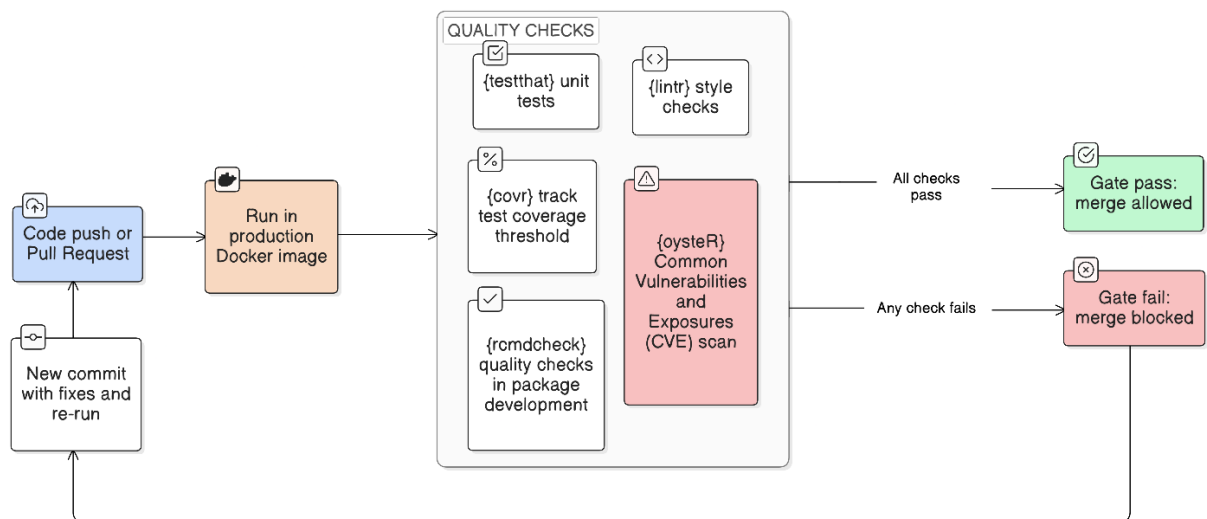 QUALITY CHECKS
{testthat} unit
tests
{lintr} style
checks
{covr} track
test coverage
threshold
{oysteR}
Common
Vulnerabilities
and
Exposures
(CVE) scan
{rcmdcheck}
quality checks
in package
development
Code push or
Pull Request
Run in
production
Docker image
New commit
with fixes and
re-run
All checks
pass
Any check fails
Gate pass:
merge allowed
Gate fail:
merge blocked